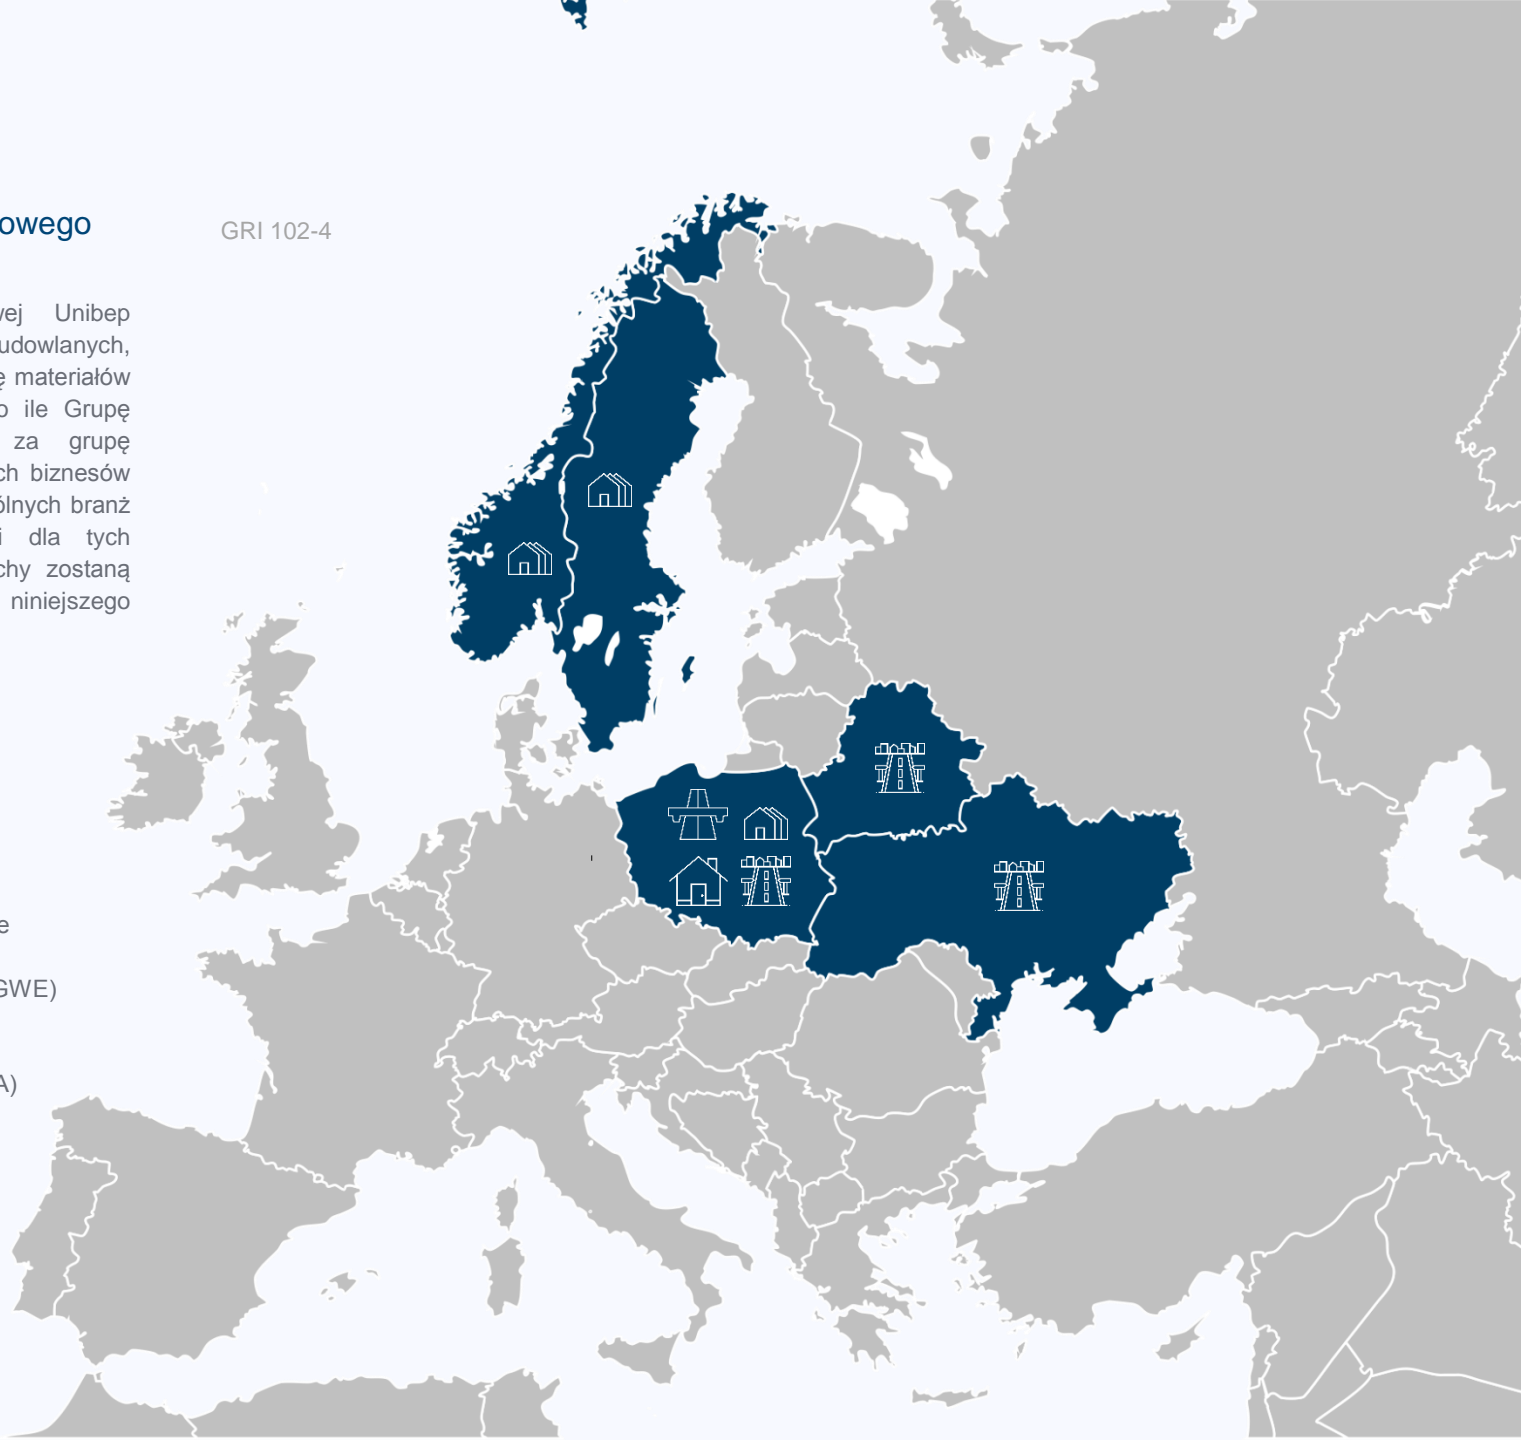 owego
GRI 102-4
ej Unibep
udowlanych,
materiałów
o ile Grupę
za grupę
ch biznesów
ólnych branż
i dla tych
chy zostaną
niniejszego
e
GWE)
A)